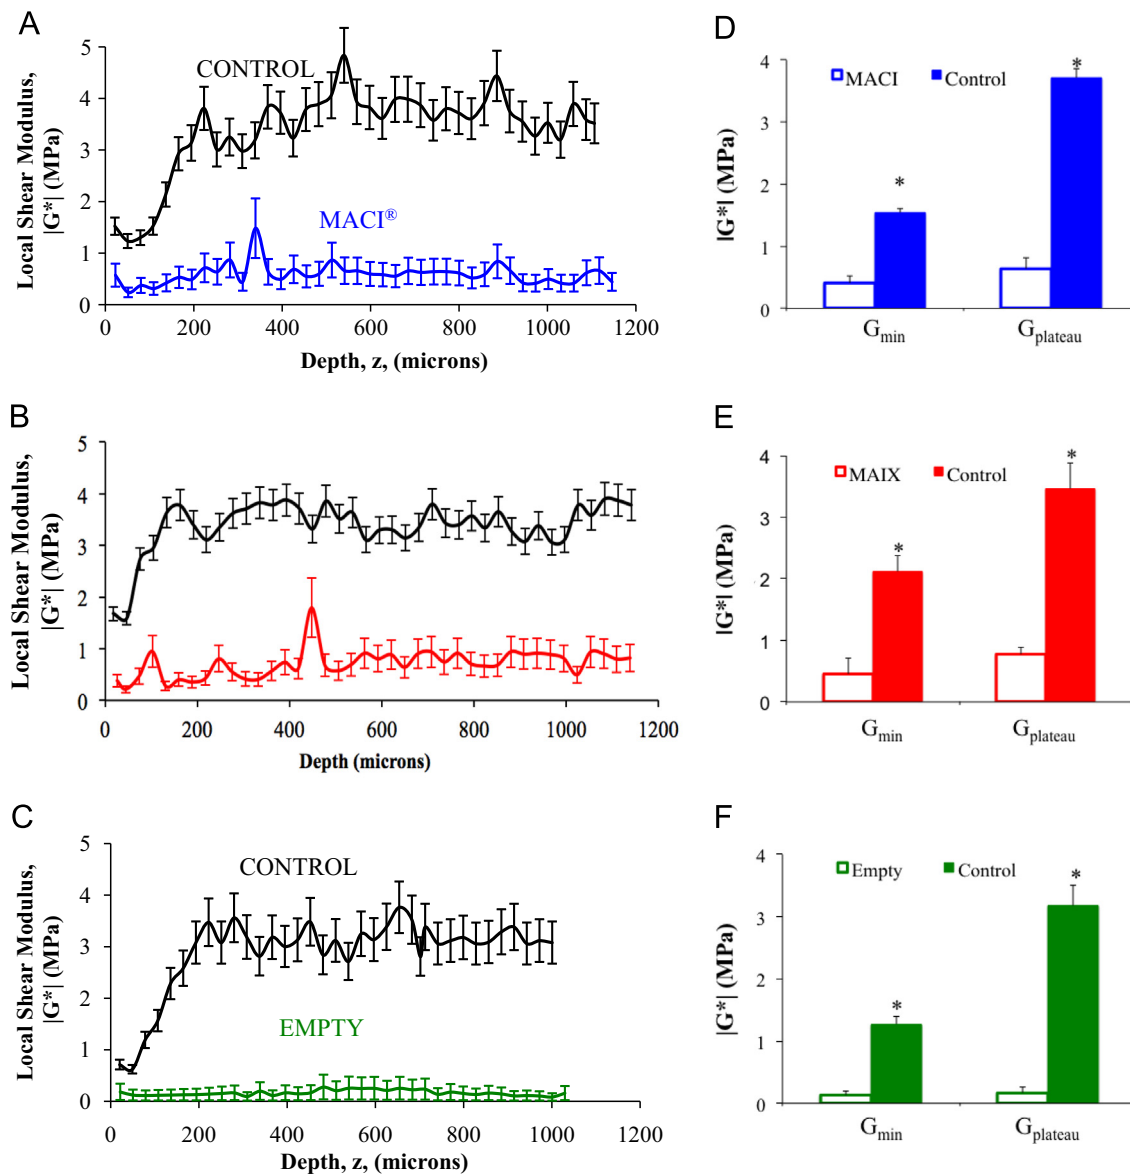 A
Local Shear Modulus,
|G*| (MPa)
5
4
3
2
1
0
CONTROL
MACI®
0 200 400 600 800 1000 1200
Depth, z, (microns)
D
|G*| (MPa)
4
3
2
1
0
MACI Control
*
*
Gmin Gplateau
B
Local Shear Modulus,
|G*| (MPa)
5
4
3
2
1
0
0 200 400 600 800 1000 1200
Depth (microns)
E
|G*| (MPa)
4
3
2
1
0
MAIX Control
*
*
Gmin Gplateau
C
Local Shear Modulus,
|G*| (MPa)
5
4
3
2
1
0
CONTROL
EMPTY
0 200 400 600 800 1000 1200
Depth, z, (microns)
F
|G*| (MPa)
4
3
2
1
0
Empty Control
*
*
Gmin Gplateau